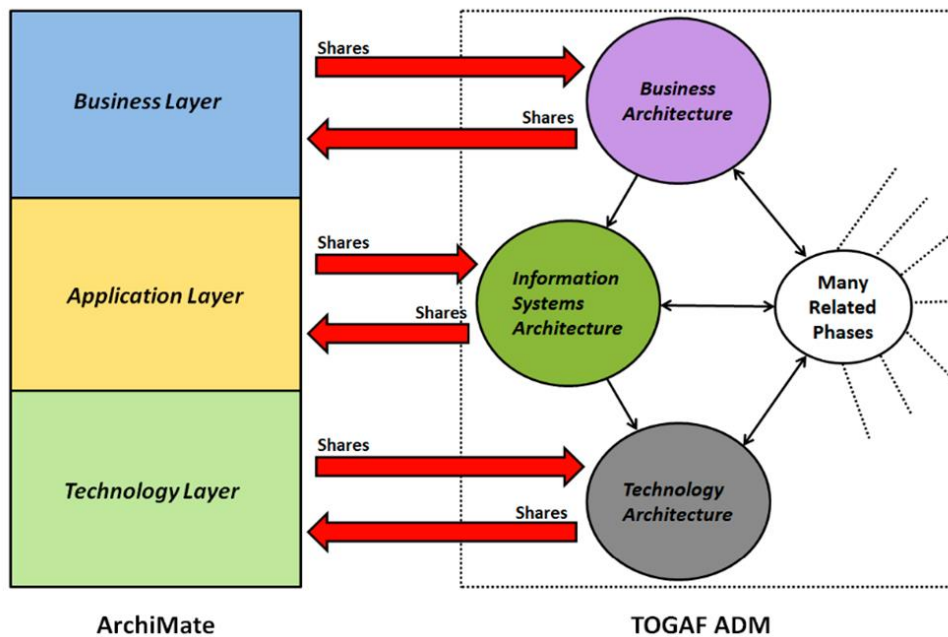 Shares
Business Layer
Business
Architecture
Shares
Shares
Application Layer
Information
Systems
Architecture
Many
Related
Phases
Shares
Shares
Technology Layer
Technology
Architecture
Shares
ArchiMate
TOGAF ADM